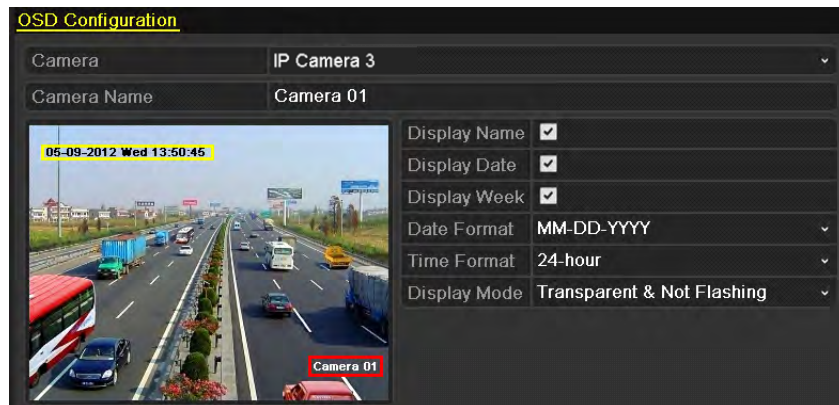 OSD Configuration
Camera IP Camera 3
Camera Name Camera 01
05-09-2012 Wed 13:50:45
Camera 01
Display Name
Display Date
Display Week
Date Format MM-DD-YYYY
Time Format 24-hour
Display Mode Transparent & Not Flashing